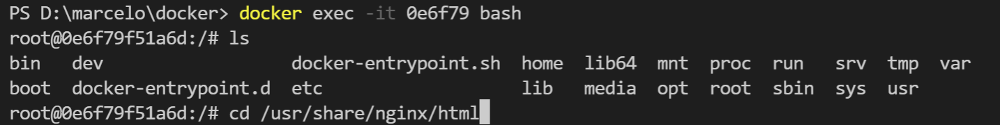 PS D:\marcelo\docker> docker exec -it 0e6f79 bash
root@0e6f79f51a6d:/# ls
bin   dev                  docker-entrypoint.sh  home  lib64  mnt  proc  run   srv  tmp  var
boot  docker-entrypoint.d  etc                   lib   media  opt  root  sbin  sys  usr
root@0e6f79f51a6d:/# cd /usr/share/nginx/html